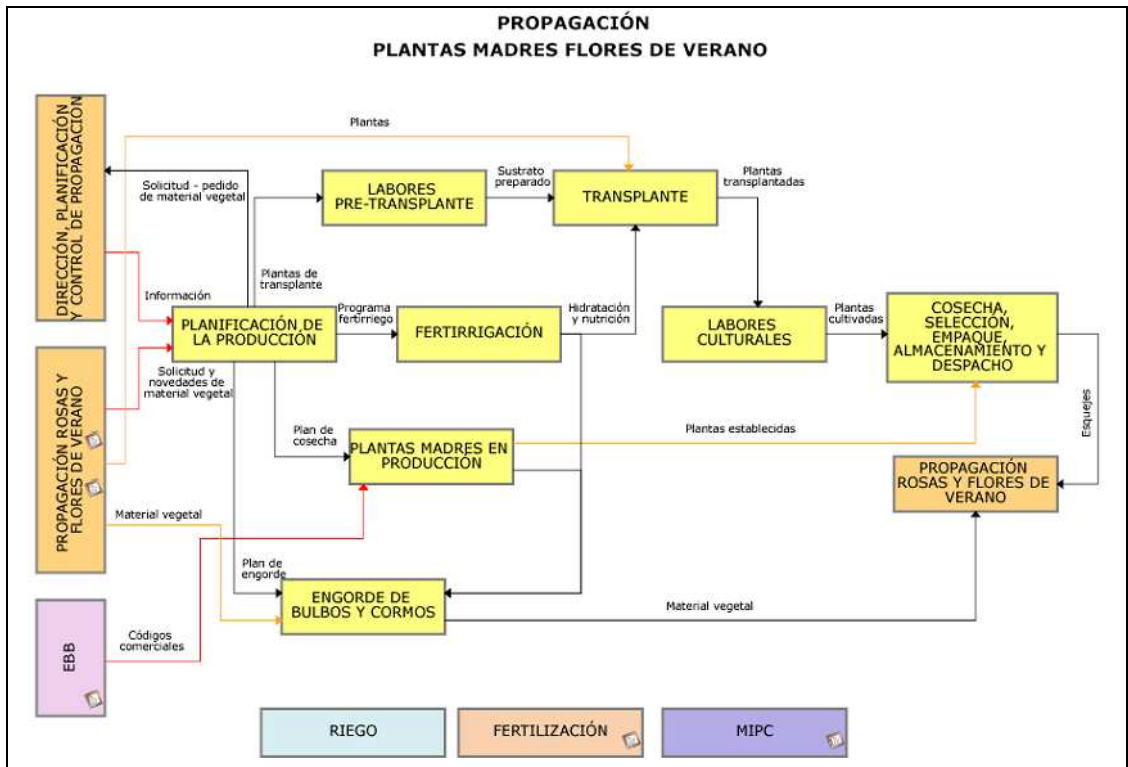 PROPAGACIÓN
PLANTAS MADRES FLORES DE VERANO
DIRECCIÓN, PLANIFICACIÓN
Y CONTROL DE PROPAGACIÓN
Plantas
Solicitud - pedido
de material vegetal
LABORES
PRE-TRANSPLANTE
Sustrato
preparado
TRANSPLANTE
Plantas
transplantadas
Información
Plantas de
transplante
PLANIFICACIÓN DE
LA PRODUCCIÓN
Programa
fertirriego
FERTIRRIGACIÓN
Hidratación
y nutrición
LABORES
CULTURALES
Plantas
cultivadas
COSECHA,
SELECCIÓN,
EMPAQUE,
ALMACENAMIENTO Y
DESPACHO
PROPAGACIÓN ROSAS Y
FLORES DE VERANO
Solicitud y
novedades de
material vegetal
Plan de
cosecha
PLANTAS MADRES EN
PRODUCCIÓN
Plantas establecidas
Esquejes
PROPAGACIÓN
ROSAS Y FLORES DE
VERANO
Material vegetal
Plan de
engorde
ENGORDE DE
BULBOS Y CORMOS
Material vegetal
EBB
Códigos
comerciales
RIEGO
FERTILIZACIÓN
MIPC